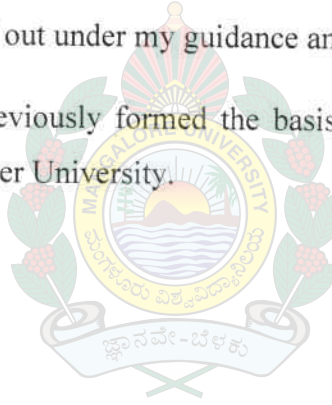 out under my guidance an
eviously formed the basis
er University.
MANGALORE UNIVERSITY
ಮಂಗಳೂರು ವಿಶ್ವವಿದ್ಯಾನಿಲಯ
ಜ್ಞಾನವೇ-ಬೆಳಕು